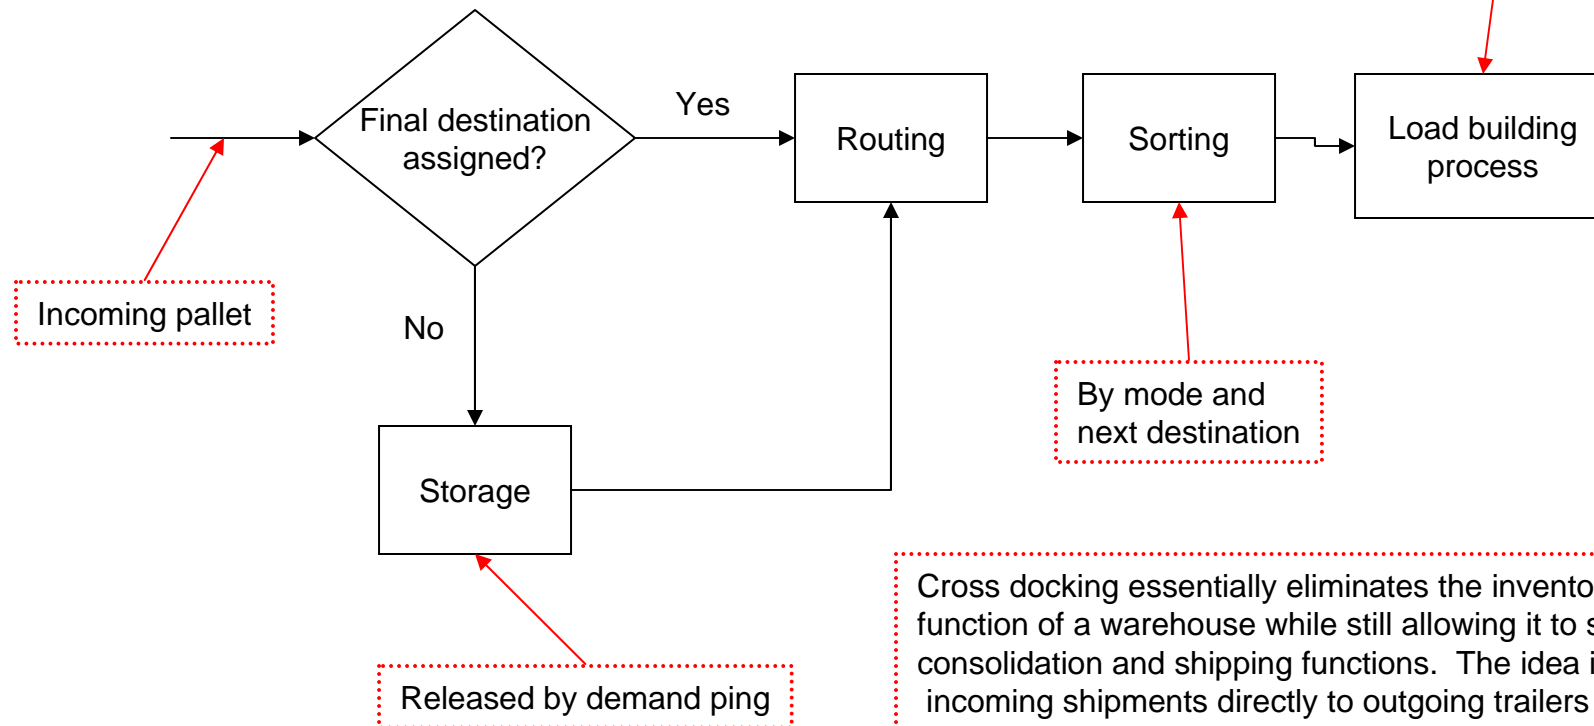 Final destination
assigned?
Yes
Routing
Sorting
Load building
process
Incoming pallet
No
By mode and
next destination
Storage
Released by demand ping
Cross docking essentially eliminates the
function of a warehouse while still allowing it to
consolidation and shipping functions.  The idea
incoming shipments directly to outgoing trailers